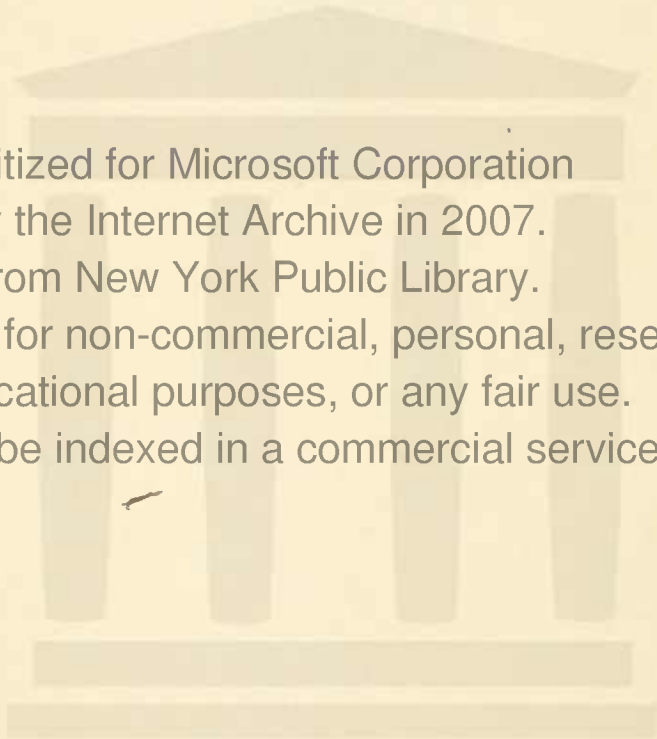 itized for Microsoft Corporation
the Internet Archive in 2007.
rom New York Public Library.
for non-commercial, personal, rese
cational purposes, or any fair use.
be indexed in a commercial service